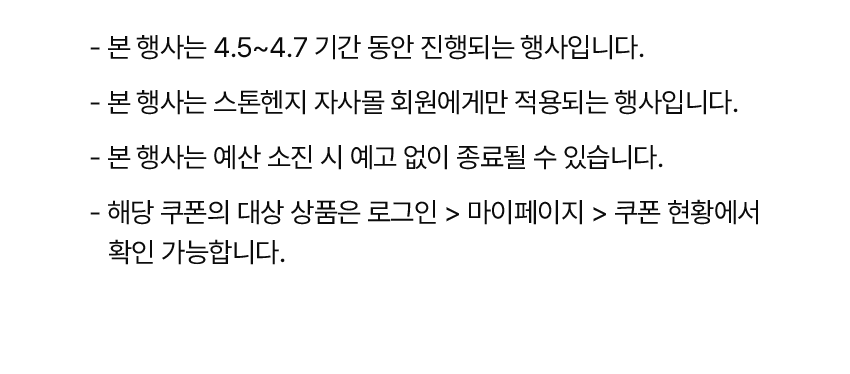 - 본 행사는 4.5~4.7 기간 동안 진행되는 행사입니다.
- 본 행사는 스톤헨지 자사몰 회원에게만 적용되는 행사입니다.
- 본 행사는 예산 소진 시 예고 없이 종료될 수 있습니다.
- 해당 쿠폰의 대상 상품은 로그인 > 마이페이지 > 쿠폰 현황에서
확인 가능합니다.